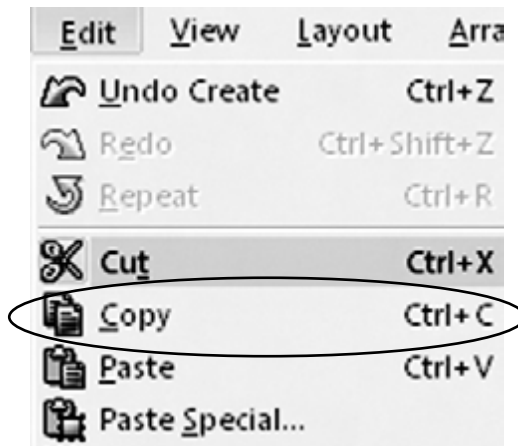 Edit View Layout Arra
Undo Create Ctrl+Z
Redo Ctrl+Shift+Z
Repeat Ctrl+R
Cut Ctrl+X
Copy Ctrl+C
Paste Ctrl+V
Paste Special...